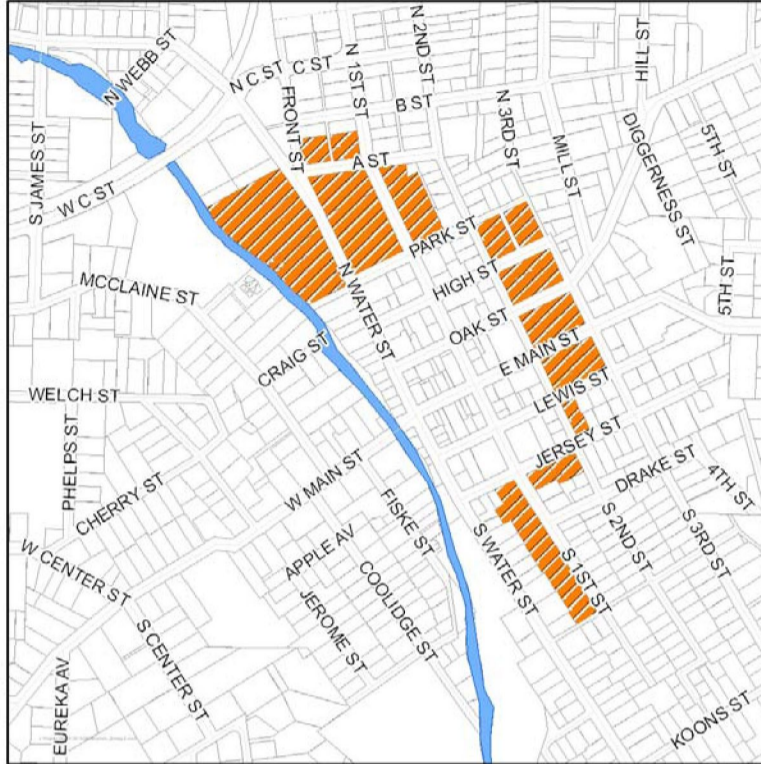 N WEBB ST
N C ST
C ST
N 1ST ST
N 2ND ST
HILL ST
FRONT ST
B ST
N 3RD ST
MILL ST
DIGGERNESS ST
5TH ST
S JAMES ST
W C ST
A ST
PARK ST
HIGH ST
5TH ST
MCCLAINE ST
N WATER ST
OAK ST
E MAIN ST
CRAIG ST
LEWIS ST
WELCH ST
PHELPS ST
JERSEY ST
CHERRY ST
W MAIN ST
FISKE ST
DRAKE ST
4TH ST
W CENTER ST
APPLE AV
COOLIDGE ST
JEROME ST
S WATER ST
S 1ST ST
S 2ND ST
S 3RD ST
S CENTER ST
EUREKA AV
KOONS ST